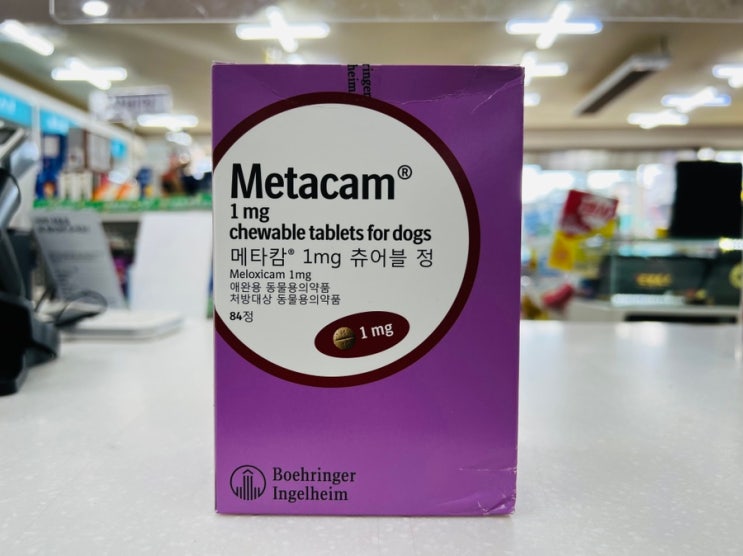 Metacam®
1 mg
chewable tablets for dogs
메타캄® 1mg 츄어블 정
Meloxicam 1mg
애완용 동물용의약품
처방대상 동물용의약품
84정
1 mg
Boehringer
Ingelheim